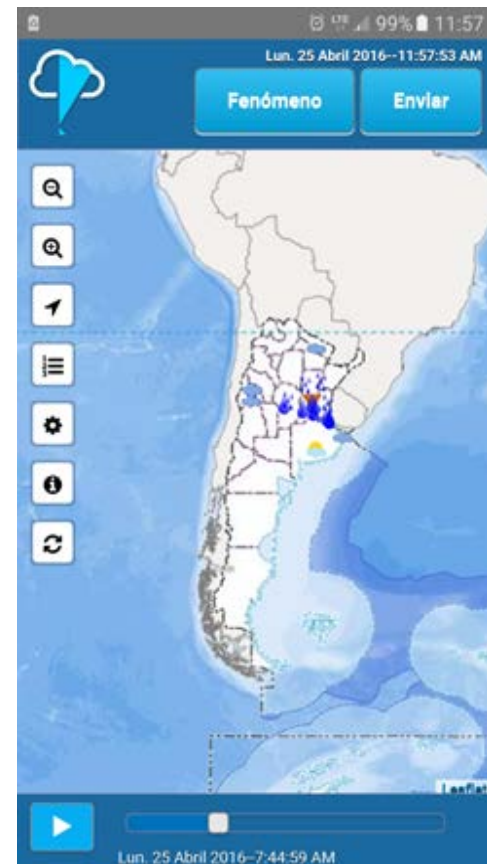 LTE 99% 11:57
Lun. 25 Abril 2016--11:57:53 AM
Fenómeno Enviar
Leaflet
Lun. 25 Abril 2016--7:44:59 AM